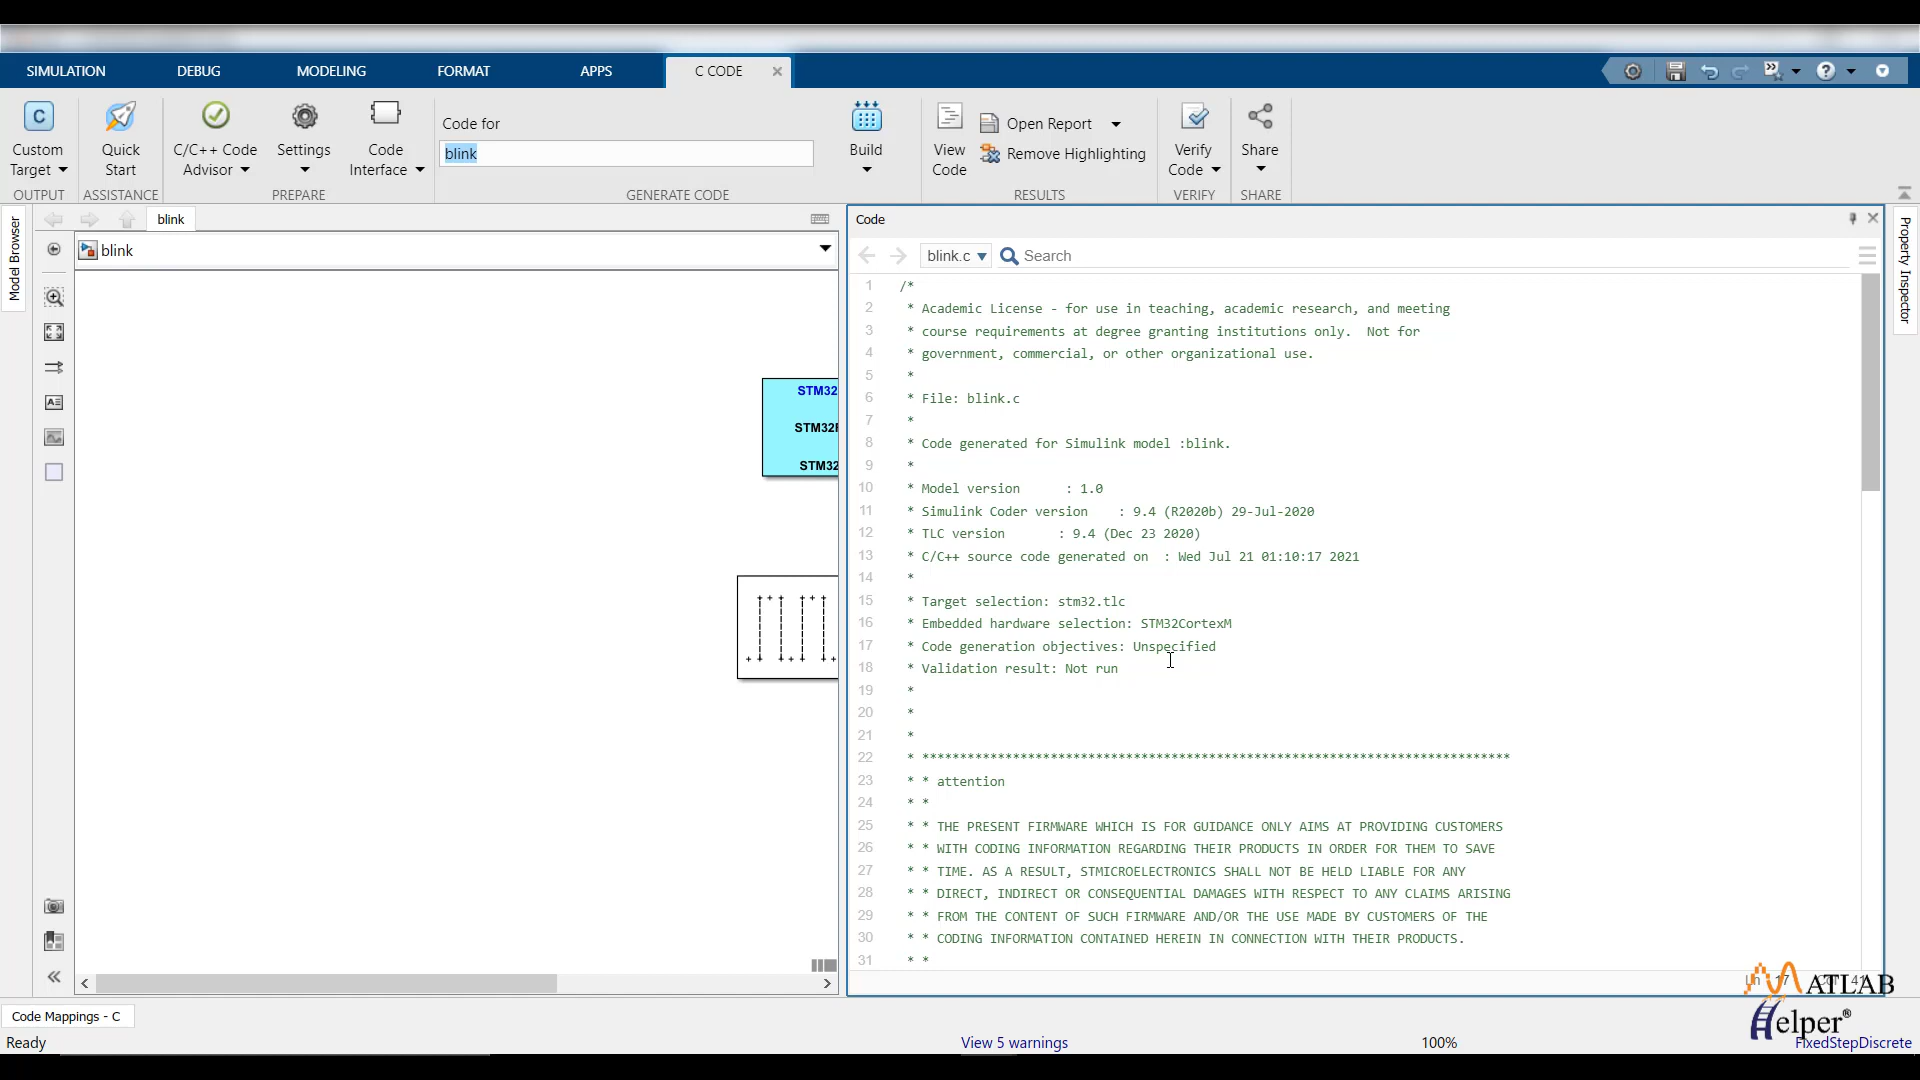 SIMULATION DEBUG MODELING FORMAT APPS C CODE
Custom Target
Quick Start
C/C++ Code Advisor
Settings
Code Interface
Code for
blink
Build
View Code
Open Report
Remove Highlighting
Verify Code
Share
OUTPUT ASSISTANCE PREPARE GENERATE CODE RESULTS VERIFY SHARE
Model Browser
blink
blink
STM32
STM32F
STM32
Code
blink.c Search
Property Inspector
1 /*
2 * Academic License - for use in teaching, academic research, and meeting
3 * course requirements at degree granting institutions only.  Not for
4 * government, commercial, or other organizational use.
5 *
6 * File: blink.c
7 *
8 * Code generated for Simulink model :blink.
9 *
10 * Model version      : 1.0
11 * Simulink Coder version    : 9.4 (R2020b) 29-Jul-2020
12 * TLC version       : 9.4 (Dec 23 2020)
13 * C/C++ source code generated on  : Wed Jul 21 01:10:17 2021
14 *
15 * Target selection: stm32.tlc
16 * Embedded hardware selection: STM32CortexM
17 * Code generation objectives: Unspecified
18 * Validation result: Not run
19 *
20 *
21 *
22 * ******************************************************************************
23 * * attention
24 * *
25 * * THE PRESENT FIRMWARE WHICH IS FOR GUIDANCE ONLY AIMS AT PROVIDING CUSTOMERS
26 * * WITH CODING INFORMATION REGARDING THEIR PRODUCTS IN ORDER FOR THEM TO SAVE
27 * * TIME. AS A RESULT, STMICROELECTRONICS SHALL NOT BE HELD LIABLE FOR ANY
28 * * DIRECT, INDIRECT OR CONSEQUENTIAL DAMAGES WITH RESPECT TO ANY CLAIMS ARISING
29 * * FROM THE CONTENT OF SUCH FIRMWARE AND/OR THE USE MADE BY CUSTOMERS OF THE
30 * * CODING INFORMATION CONTAINED HEREIN IN CONNECTION WITH THEIR PRODUCTS.
31 * *
MATLAB
Helper®
Code Mappings - C
Ready View 5 warnings 100% FixedStepDiscrete